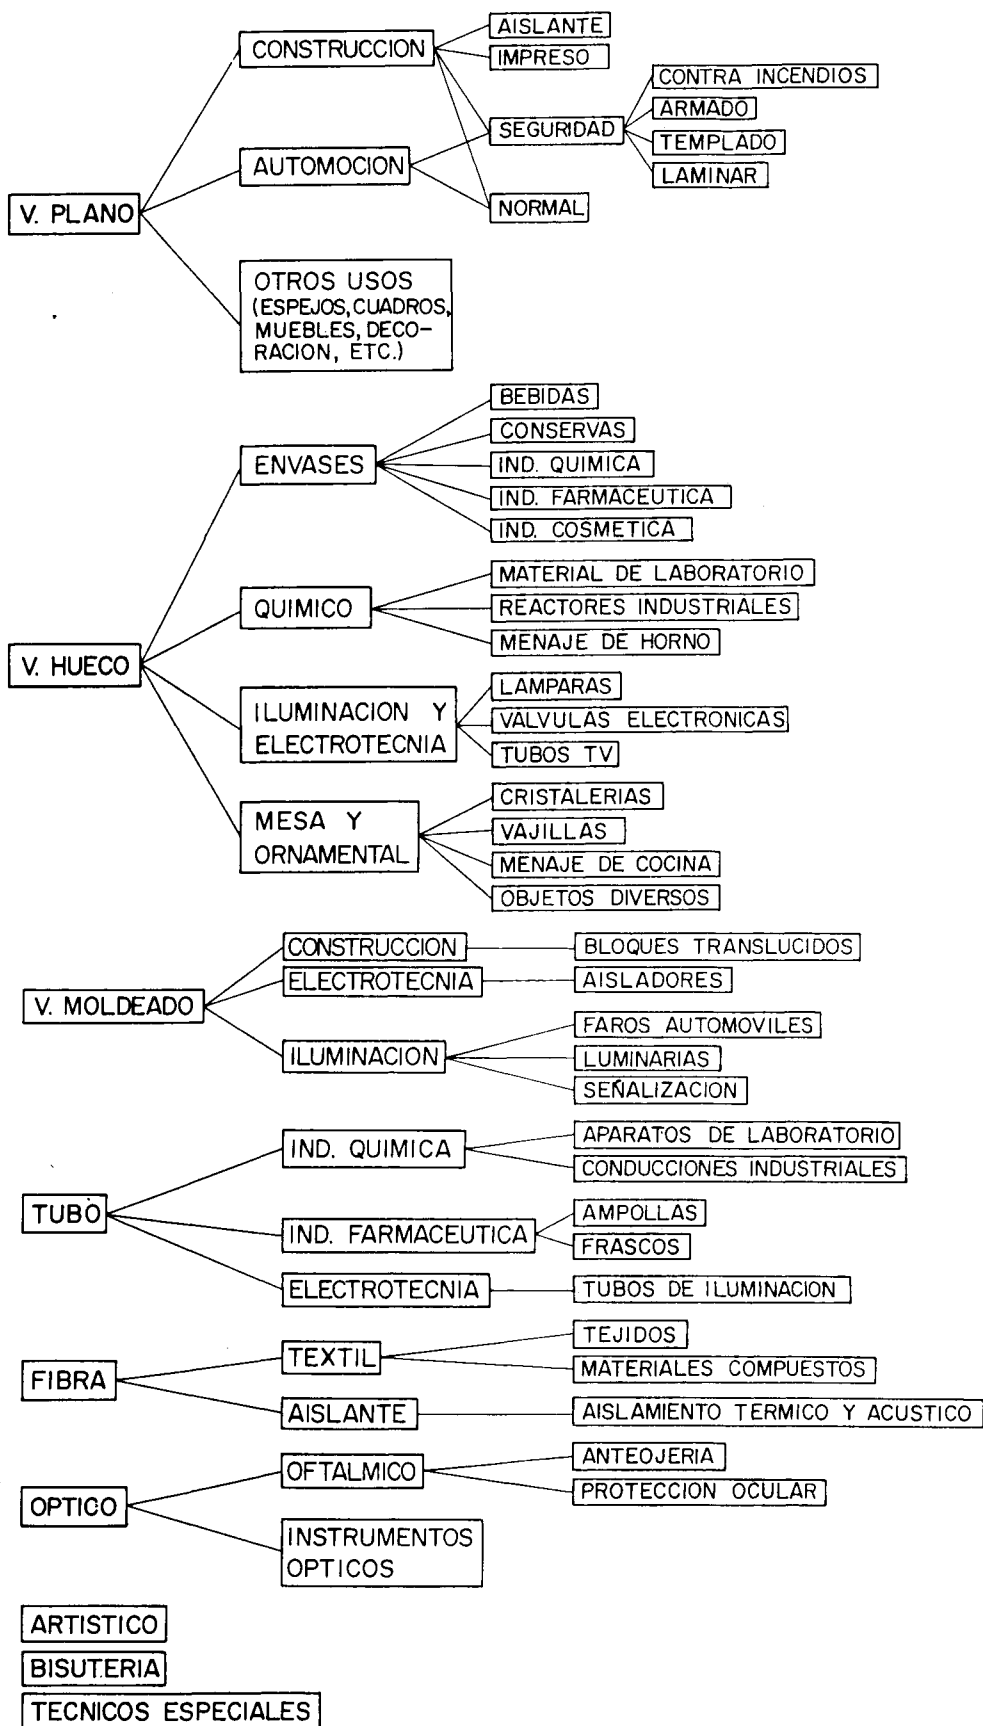 CONSTRUCCION
AISLANTE
IMPRESO
CONTRA INCENDIOS
ARMADO
SEGURIDAD
TEMPLADO
LAMINAR
AUTOMOCION
NORMAL
V. PLANO
OTROS USOS
(ESPEJOS, CUADROS,
MUEBLES, DECO-
RACION, ETC.)
BEBIDAS
CONSERVAS
ENVASES
IND. QUIMICA
IND. FARMACEUTICA
IND. COSMETICA
MATERIAL DE LABORATORIO
QUIMICO
REACTORES INDUSTRIALES
MENAJE DE HORNO
V. HUECO
LAMPARAS
ILUMINACION Y
ELECTROTECNIA
VALVULAS ELECTRONICAS
TUBOS TV
CRISTALERIAS
MESA Y
ORNAMENTAL
VAJILLAS
MENAJE DE COCINA
OBJETOS DIVERSOS
CONSTRUCCION
BLOQUES TRANSLUCIDOS
ELECTROTECNIA
AISLADORES
V. MOLDEADO
FAROS AUTOMOVILES
ILUMINACION
LUMINARIAS
SEÑALIZACION
APARATOS DE LABORATORIO
IND. QUIMICA
CONDUCCIONES INDUSTRIALES
TUBO
AMPOLLAS
IND. FARMACEUTICA
FRASCOS
ELECTROTECNIA
TUBOS DE ILUMINACION
TEJIDOS
TEXTIL
MATERIALES COMPUESTOS
FIBRA
AISLANTE
AISLAMIENTO TERMICO Y ACUSTICO
ANTEOJERIA
OFTALMICO
PROTECCION OCULAR
OPTICO
INSTRUMENTOS
OPTICOS
ARTISTICO
BISUTERIA
TECNICOS ESPECIALES